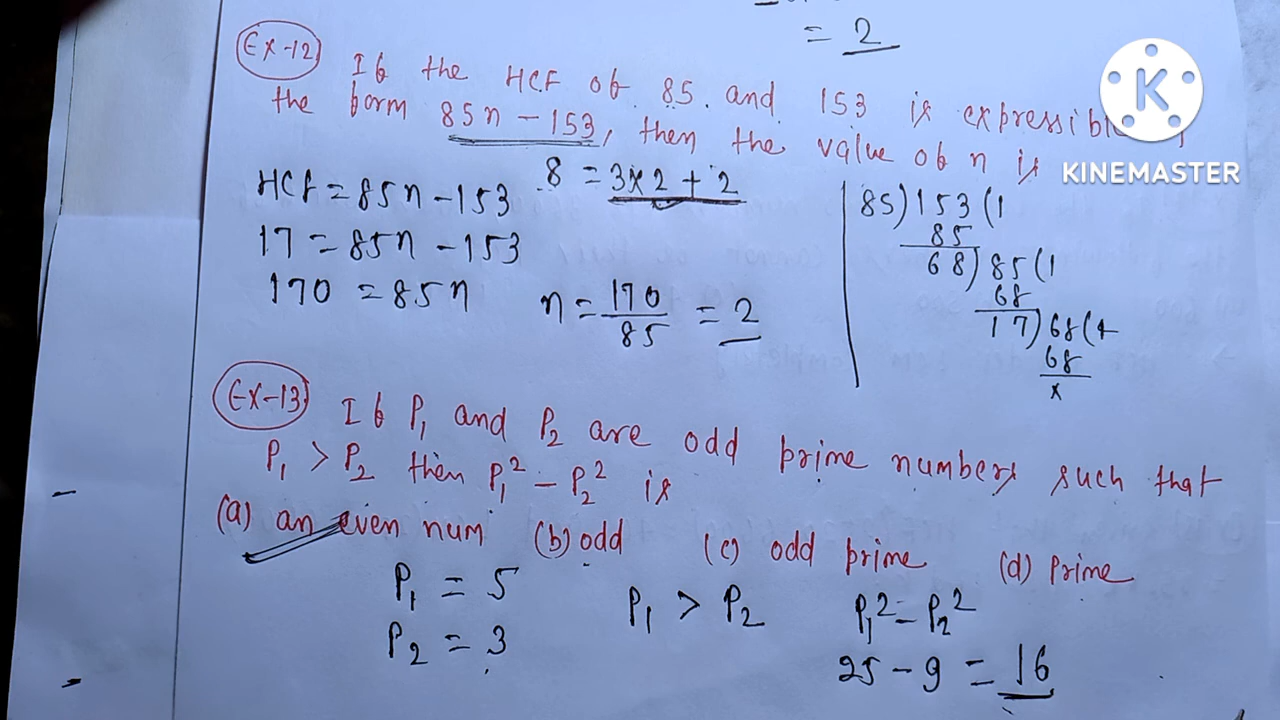 = 2
Ex-12
If the HCF of 85 and 153 is expressible
the form 85n - 153, then the value of n is
HCF = 85n - 153
8 = 3x2 + 2
17 = 85n - 153
170 = 85n
n = 170/85 = 2
85)153(1
85
68)85(1
68
17)68(4
68
x
Ex-13
If P₁ and P₂ are odd prime numbers such that
P₁ > P₂ then P₁² - P₂² is
(a) an even num (b) odd (c) odd prime (d) prime
P₁ = 5
P₂ = 3
P₁ > P₂
P₁² - P₂²
25 - 9 = 16
K
KINEMASTER